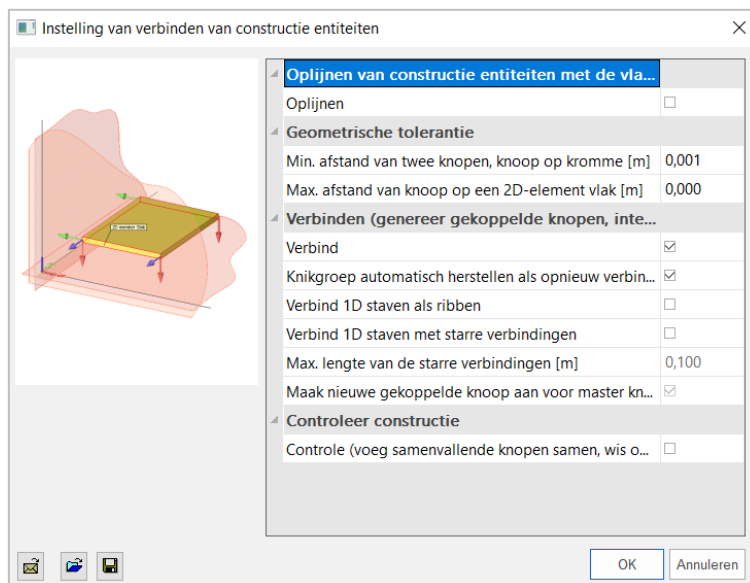 Instelling van verbinden van constructie entiteiten
Oplijnen van constructie entiteiten met de vla...
Oplijnen
Geometrische tolerantie
Min. afstand van twee knopen, knoop op kromme [m] 0,001
Max. afstand van knoop op een 2D-element vlak [m] 0,000
Verbinden (genereer gekoppelde knopen, inte...
Verbind
Knikgroep automatisch herstellen als opnieuw verbin...
Verbind 1D staven als ribben
Verbind 1D staven met starre verbindingen
Max. lengte van de starre verbindingen [m] 0,100
Maak nieuwe gekoppelde knoop aan voor master kn...
Controleer constructie
Controle (voeg samenvallende knopen samen, wis o...
OK Annuleren